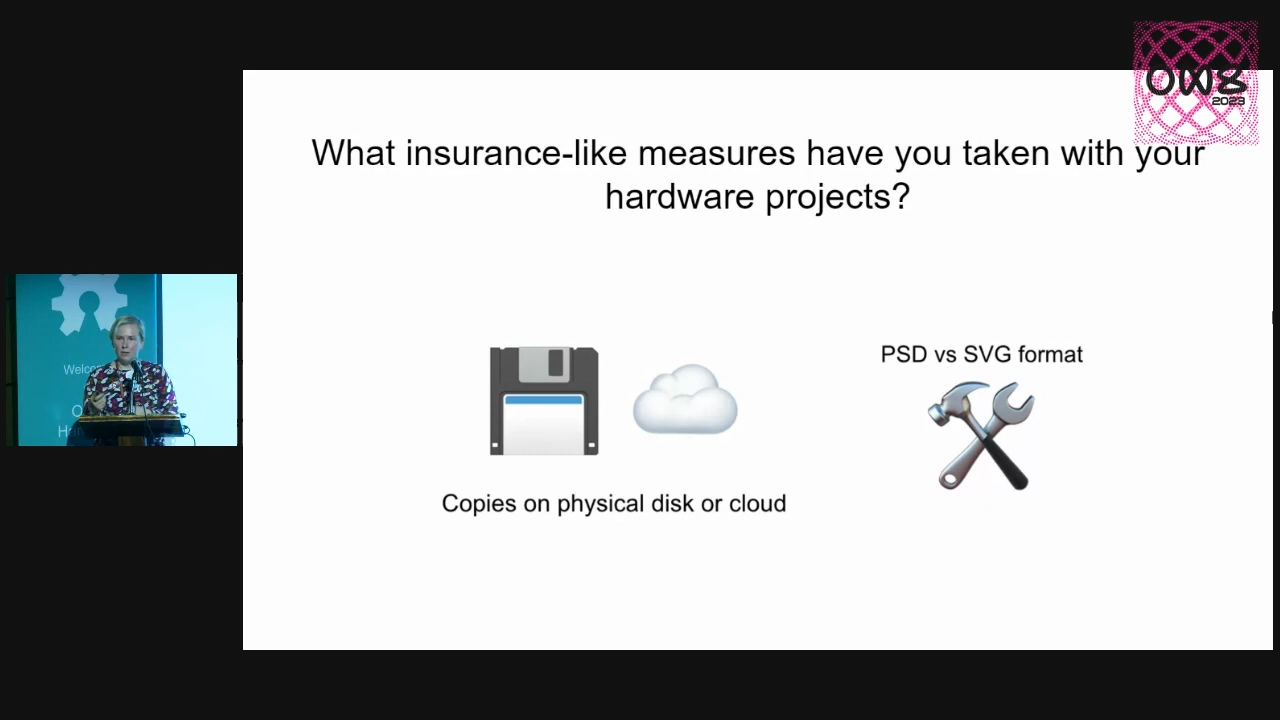 OW8
2023
What insurance-like measures have you taken with your
hardware projects?
PSD vs SVG format
Copies on physical disk or cloud